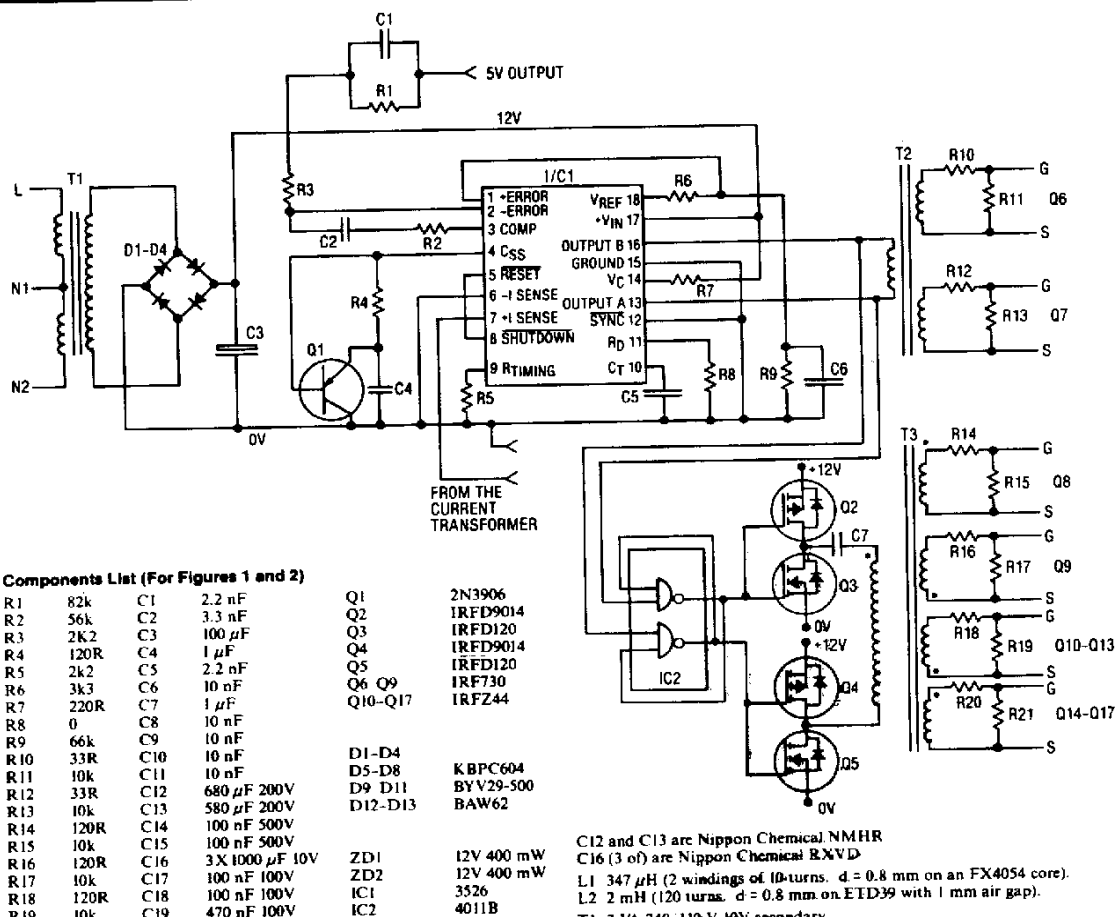 C1
5V OUTPUT
R1
12V
T1
L
N1
N2
D1-D4
C3
0V
R3
C2
R2
R4
Q1
C4
R5
I/C1
1 +ERROR
2 -ERROR
3 COMP
4 CSS
5 RESET
6 -I SENSE
7 +I SENSE
8 SHUTDOWN
9 RTIMING
VREF 18
+VIN 17
OUTPUT B 16
GROUND 15
VC 14
OUTPUT A 13
SYNC 12
RD 11
CT 10
R6
R7
C5
R8
R9
C6
FROM THE
CURRENT
TRANSFORMER
T2
R10
G
R11 Q6
S
R12
G
R13 Q7
S
T3
R14
G
R15 Q8
S
R16
G
R17 Q9
S
R18
G
R19 Q10-Q13
S
R20
G
R21 Q14-Q17
S
+12V
Q2
C7
Q3
0V
+12V
Q4
Q5
0V
IC2
Components List (For Figures 1 and 2)
R1 82k C1 2.2 nF Q1 2N3906
R2 56k C2 3.3 nF Q2 IRFD9014
R3 2K2 C3 100 μF Q3 IRFD120
R4 120R C4 1 μF Q4 IRFD9014
R5 2k2 C5 2.2 nF Q5 IRFD120
R6 3k3 C6 10 nF Q6 Q9 IRF730
R7 220R C7 1 μF Q10-Q17 IRFZ44
R8 0 C8 10 nF
R9 66k C9 10 nF
R10 33R C10 10 nF D1-D4
R11 10k C11 10 nF D5-D8 KBPC604
R12 33R C12 680 μF 200V D9 D11 BYV29-500
R13 10k C13 580 μF 200V D12-D13 BAW62
R14 120R C14 100 nF 500V
R15 10k C15 100 nF 500V
R16 120R C16 3X1000 μF 10V ZD1 12V 400 mW
R17 10k C17 100 nF 100V ZD2 12V 400 mW
R18 120R C18 100 nF 100V IC1 3526
R19 10k C19 470 nF 100V IC2 4011B
C12 and C13 are Nippon Chemical NMHR
C16 (3 of) are Nippon Chemical RXVD
L1 347 μH (2 windings of 10-turns. d = 0.8 mm on an FX4054 core).
L2 2 mH (120 turns. d = 0.8 mm on ETD39 with 1 mm air gap).